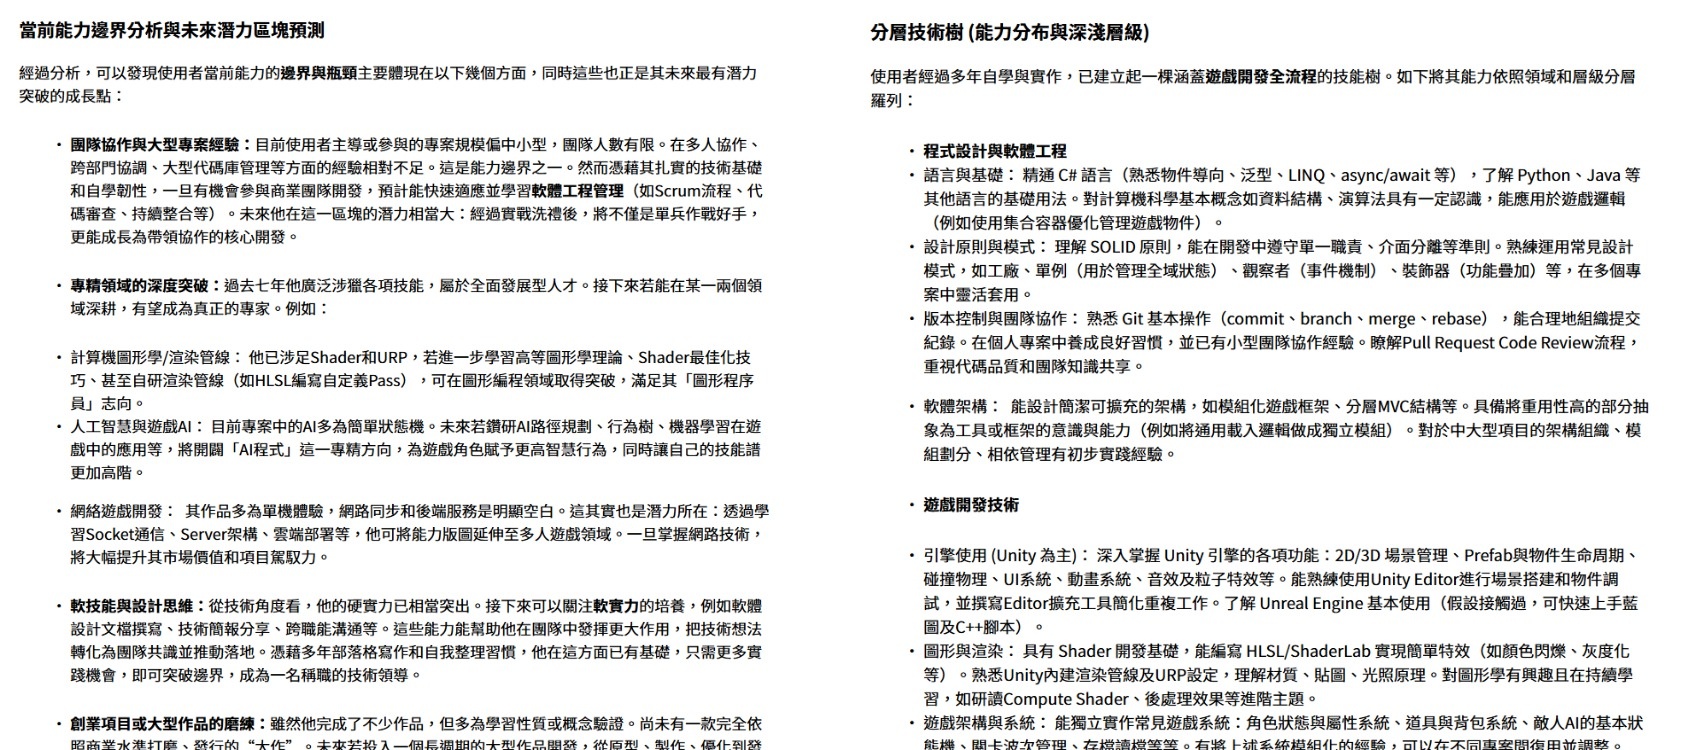 當前能力邊界分析與未來潛力區塊預測
經過分析，可以發現使用者當前能力的邊界與瓶頸主要體現在以下幾個方面，同時這些也正是其未來最有潛力
突破的成長點：
• 團隊協作與大型專案經驗：目前使用者主導或參與的專案規模偏中小型，團隊人數有限。在多人協作、
跨部門協調、大型代碼庫管理等方面的經驗相對不足。這是能力邊界之一。然而憑藉其扎實的技術基礎
和自學韌性，一旦有機會參與商業團隊開發，預計能快速適應並學習軟體工程管理（如Scrum流程、代
碼審查、持續整合等）。未來他在這一區塊的潛力相當大：經過實戰洗禮後，將不僅是單兵作戰好手，
更能成長為帶領協作的核心開發。
• 專精領域的深度突破：過去七年他廣泛涉獵各項技能，屬於全面發展型人才。接下來若能在某一兩個領
域深耕，有望成為真正的專家。例如：
• 計算機圖形學/渲染管線： 他已涉足Shader和URP，若進一步學習高等圖形學理論、Shader最佳化技
巧、甚至自研渲染管線（如HLSL編寫自定義Pass），可在圖形編程領域取得突破，滿足其「圖形程序
員」志向。
• 人工智慧與遊戲AI： 目前專案中的AI多為簡單狀態機。未來若鑽研AI路徑規劃、行為樹、機器學習在遊
戲中的應用等，將開闢「AI程式」這一專精方向，為遊戲角色賦予更高智慧行為，同時讓自己的技能譜
更加高階。
• 網絡遊戲開發： 其作品多為單機體驗，網路同步和後端服務是明顯空白。這其實也是潛力所在：透過學
習Socket通信、Server架構、雲端部署等，他可將能力版圖延伸至多人遊戲領域。一旦掌握網路技術，
將大幅提升其市場價值和項目駕馭力。
• 軟技能與設計思維：從技術角度看，他的硬實力已相當突出。接下來可以關注軟實力的培養，例如軟體
設計文檔撰寫、技術簡報分享、跨職能溝通等。這些能力能幫助他在團隊中發揮更大作用，把技術想法
轉化為團隊共識並推動落地。憑藉多年部落格寫作和自我整理習慣，他在這方面已有基礎，只需更多實
踐機會，即可突破邊界，成為一名稱職的技術領導。
• 創業項目或大型作品的磨練：雖然他完成了不少作品，但多為學習性質或概念驗證。尚未有一款完全依
照商業水準打磨、發行的“大作”。未來若投入一個長週期的大型作品開發，從原型、製作、優化到發
分層技術樹 (能力分布與深淺層級)
使用者經過多年自學與實作，已建立起一棵涵蓋遊戲開發全流程的技能樹。如下將其能力依照領域和層級分層
羅列：
• 程式設計與軟體工程
• 語言與基礎： 精通 C# 語言（熟悉物件導向、泛型、LINQ、async/await 等），了解 Python、Java 等
其他語言的基礎用法。對計算機科學基本概念如資料結構、演算法具有一定認識，能應用於遊戲邏輯
（例如使用集合容器優化管理遊戲物件）。
• 設計原則與模式： 理解 SOLID 原則，能在開發中遵守單一職責、介面分離等準則。熟練運用常見設計
模式，如工廠、單例（用於管理全域狀態）、觀察者（事件機制）、裝飾器（功能疊加）等，在多個專
案中靈活套用。
• 版本控制與團隊協作： 熟悉 Git 基本操作（commit、branch、merge、rebase），能合理地組織提交
紀錄。在個人專案中養成良好習慣，並已有小型團隊協作經驗。瞭解Pull Request Code Review流程，
重視代碼品質和團隊知識共享。
• 軟體架構： 能設計簡潔可擴充的架構，如模組化遊戲框架、分層MVC結構等。具備將重用性高的部分抽
象為工具或框架的意識與能力（例如將通用載入邏輯做成獨立模組）。對於中大型項目的架構組織、模
組劃分、相依管理有初步實踐經驗。
• 遊戲開發技術
• 引擎使用 (Unity 為主)： 深入掌握 Unity 引擎的各項功能：2D/3D 場景管理、Prefab與物件生命周期、
碰撞物理、UI系統、動畫系統、音效及粒子特效等。能熟練使用Unity Editor進行場景搭建和物件調
試，並撰寫Editor擴充工具簡化重複工作。了解 Unreal Engine 基本使用（假設接觸過，可快速上手藍
圖及C++腳本）。
• 圖形與渲染： 具有 Shader 開發基礎，能編寫 HLSL/ShaderLab 實現簡單特效（如顏色閃爍、灰度化
等）。熟悉Unity內建渲染管線及URP設定，理解材質、貼圖、光照原理。對圖形學有興趣且在持續學
習，如研讀Compute Shader、後處理效果等進階主題。
• 遊戲架構與系統： 能獨立實作常見遊戲系統：角色狀態與屬性系統、道具與背包系統、敵人AI的基本狀
態機、關卡波次管理、存檔讀檔等等。有將上述系統模組化的經驗，可以在不同專案間復用並調整。